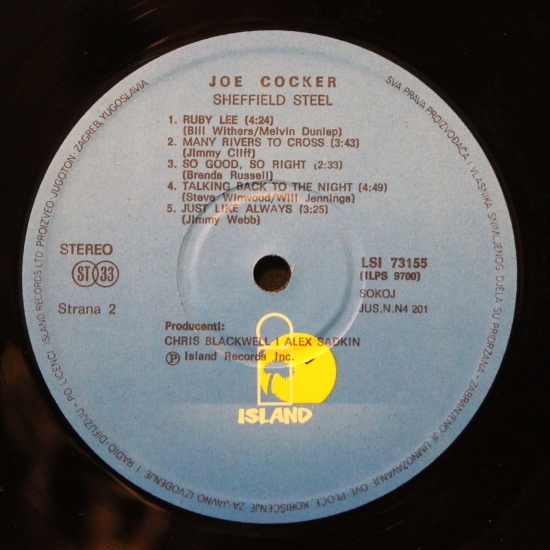 JOE COCKER
SHEFFIELD STEEL
1. RUBY LEE (4:24)
(Bill Withers/Melvin Dunlap)
2. MANY RIVERS TO CROSS (3:43)
(Jimmy Cliff)
3. SO GOOD, SO RIGHT (2:33)
(Brenda Russell)
4. TALKING BACK TO THE NIGHT (4:49)
(Steve Winwood/Will Jennings)
5. JUST LIKE ALWAYS (3:25)
(Jimmy Webb)
STEREO
ST 33
Strana 2
LSI 73155
(ILPS 9700)
SOKOJ
JUS.N.N4 201
Producenti:
CHRIS BLACKWELL I ALEX SADKIN
Ⓟ Island Records Inc.
ISLAND
PO LICENCI ISLAND RECORDS LTD PROIZVEO JUGOTON - ZAGREB, YUGOSLAVIA
SVA PRAVA PROIZVOĐAČA I VLASNIKA SNIMLJENOG DJELA SU PRIDRŽANA - ZABRANJENO JE UMNOŽAVANJE OVE PLOČE, KORIŠĆENJE ZA JAVNO IZVOĐENJE I RADIO-DIFUZIJU •